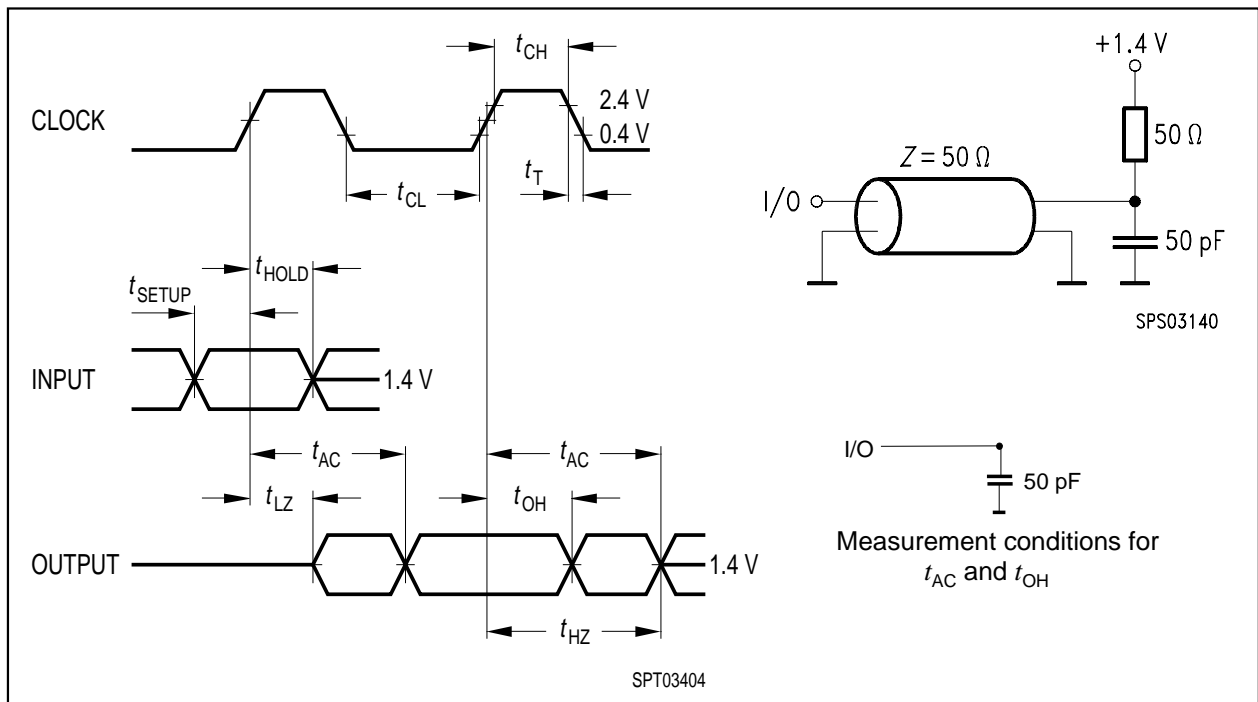 CLOCK
tCH
2.4 V
0.4 V
tT
tCL
tHOLD
tSETUP
INPUT
1.4 V
tAC
tAC
tLZ
tOH
OUTPUT
1.4 V
tHZ
SPT03404
+1.4 V
50 Ω
Z = 50 Ω
I/O
50 pF
SPS03140
I/O
50 pF
Measurement conditions for
tAC and tOH